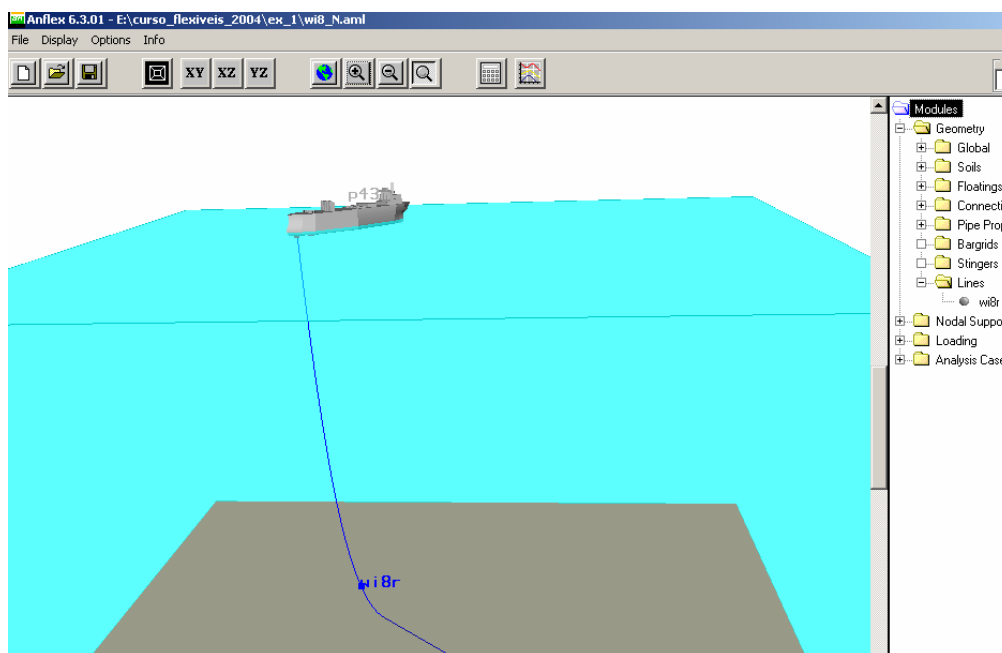 Anflex 6.3.01 - E:\curso_flexiveis_2004\ex_1\wi8_N.aml
File Display Options Info
XY XZ YZ
Modules
Geometry
Global
Soils
Floatings
Connecti
Pipe Prop
Bargrids
Stingers
Lines
wi8r
Nodal Suppo
Loading
Analysis Case
p43
wi8r